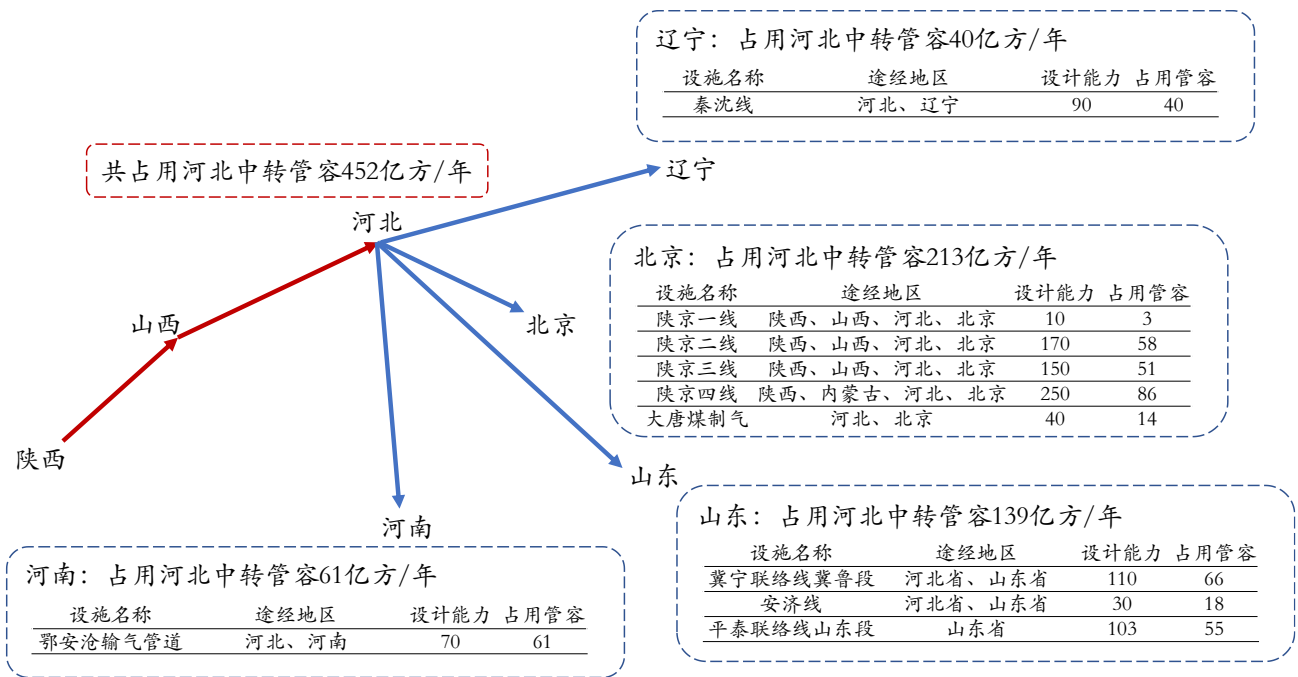 辽宁：占用河北中转管容40亿方/年
设施名称 途经地区 设计能力 占用管容
秦沈线 河北、辽宁 90 40
共占用河北中转管容452亿方/年
辽宁
河北
北京：占用河北中转管容213亿方/年
设施名称 途经地区 设计能力 占用管容
陕京一线 陕西、山西、河北、北京 10 3
陕京二线 陕西、山西、河北、北京 170 58
陕京三线 陕西、山西、河北、北京 150 51
陕京四线 陕西、内蒙古、河北、北京 250 86
大唐煤制气 河北、北京 40 14
山西
北京
陕西
山东
河南
山东：占用河北中转管容139亿方/年
设施名称 途经地区 设计能力 占用管容
冀宁联络线冀鲁段 河北省、山东省 110 66
安济线 河北省、山东省 30 18
平泰联络线山东段 山东省 103 55
河南：占用河北中转管容61亿方/年
设施名称 途经地区 设计能力 占用管容
鄂安沧输气管道 河北、河南 70 61